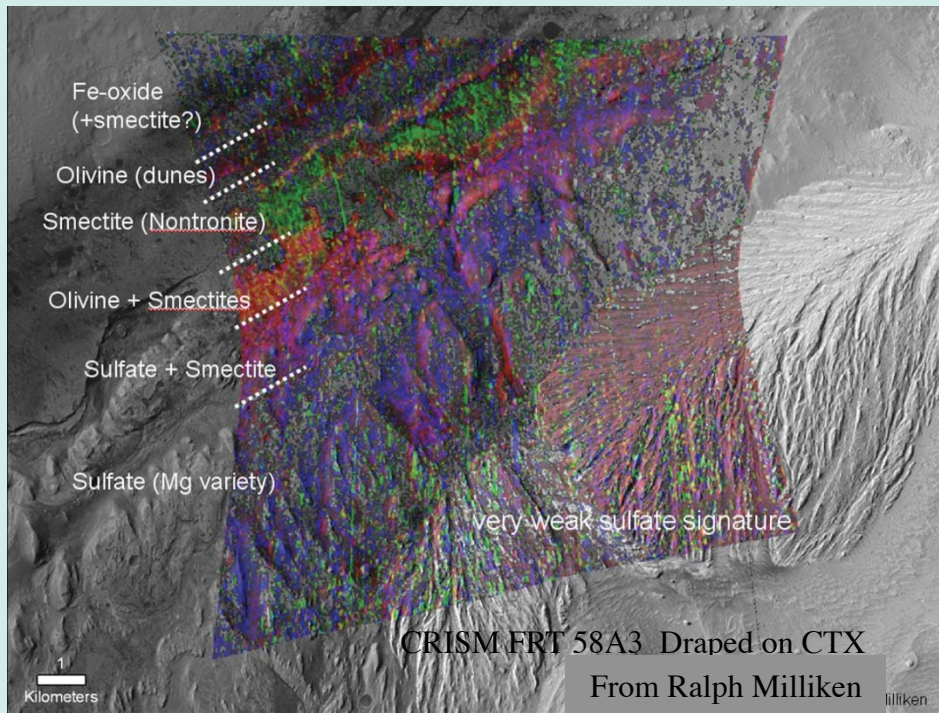 Fe-oxide
(+smectite?)
Olivine (dunes)
Smectite (Nontronite)
Olivine + Smectites
Sulfate + Smectite
Sulfate (Mg variety)
very weak sulfate signature
CRISM FRT 58A3 Draped on CTX
From Ralph Milliken
1
Kilometers